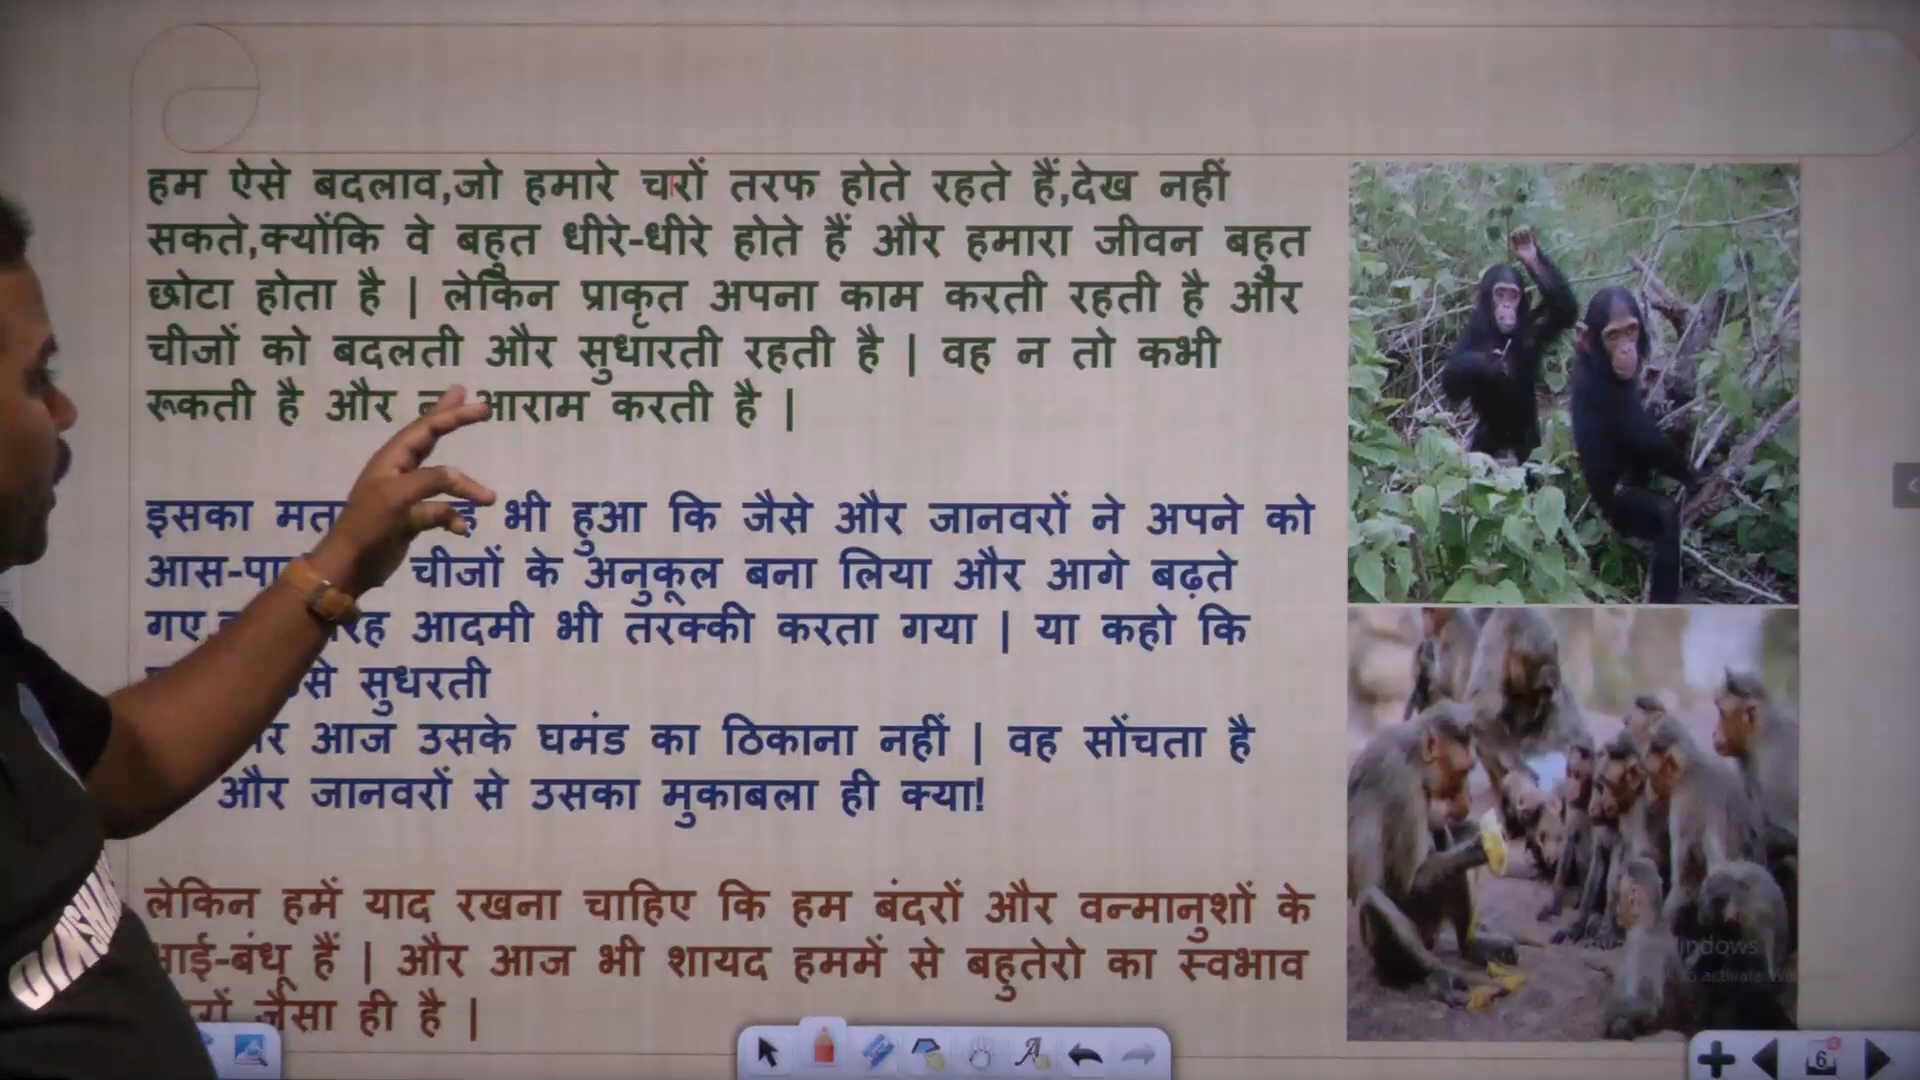 हम ऐसे बदलाव,जो हमारे चरों तरफ होते रहते हैं,देख नहीं
सकते,क्योंकि वे बहुत धीरे-धीरे होते हैं और हमारा जीवन बहुत
छोटा होता है | लेकिन प्राकृत अपना काम करती रहती है और
चीजों को बदलती और सुधारती रहती है | वह न तो कभी
रूकती है और आराम करती है |
इसका भी हुआ कि जैसे और जानवरों ने अपने को
चीजों के अनुकूल बना लिया और आगे बढ़ते
गए आदमी भी तरक्की करता गया | या कहो कि
सुधरती
आज उसके घमंड का ठिकाना नहीं | वह सोंचता है
और जानवरों से उसका मुकाबला ही क्या!
लेकिन हमें याद रखना चाहिए कि हम बंदरों और वन्मानुशों के
हैं | और आज भी शायद हममें से बहुतेरो का स्वभाव
जैसा ही है |
6